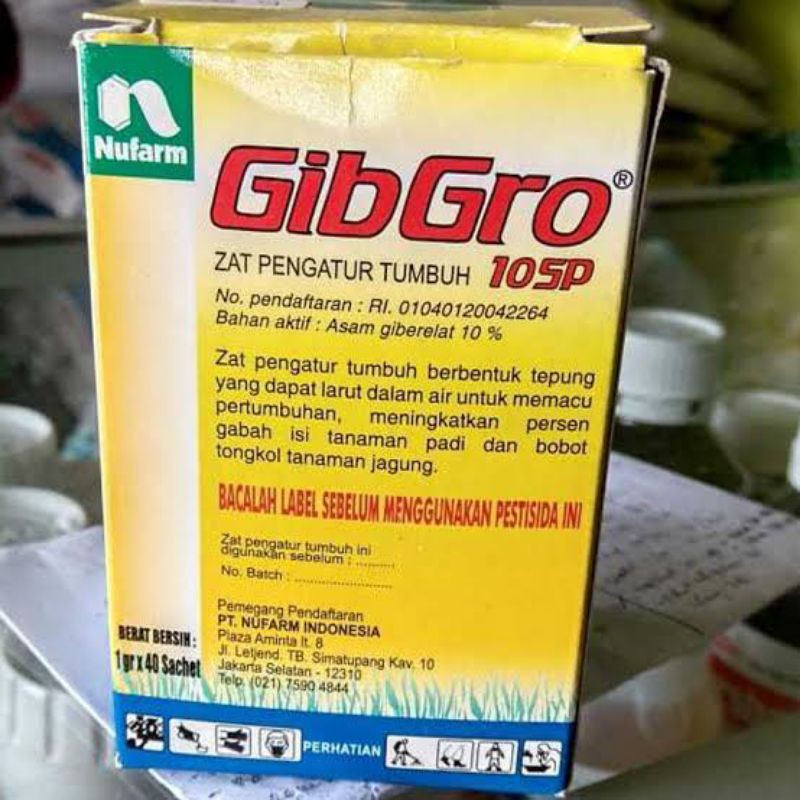 Nufarm
GibGro®
ZAT PENGATUR TUMBUH 10SP
No. pendaftaran : RI. 01040120042264
Bahan aktif : Asam giberelat 10 %
Zat pengatur tumbuh berbentuk tepung
yang dapat larut dalam air untuk memacu
pertumbuhan, meningkatkan persen
gabah isi tanaman padi dan bobot
tongkol tanaman jagung.
BACALAH LABEL SEBELUM MENGGUNAKAN PESTISIDA INI
Zat pengatur tumbuh ini
digunakan sebelum : .........
No. Batch : ......................
Pemegang Pendaftaran
PT. NUFARM INDONESIA
Plaza Aminta lt. 8
Jl. Letjend. TB. Simatupang Kav. 10
Jakarta Selatan - 12310
Telp. (021) 7590 4844
BERAT BERSIH :
1 gr x 40 Sachet
PERHATIAN